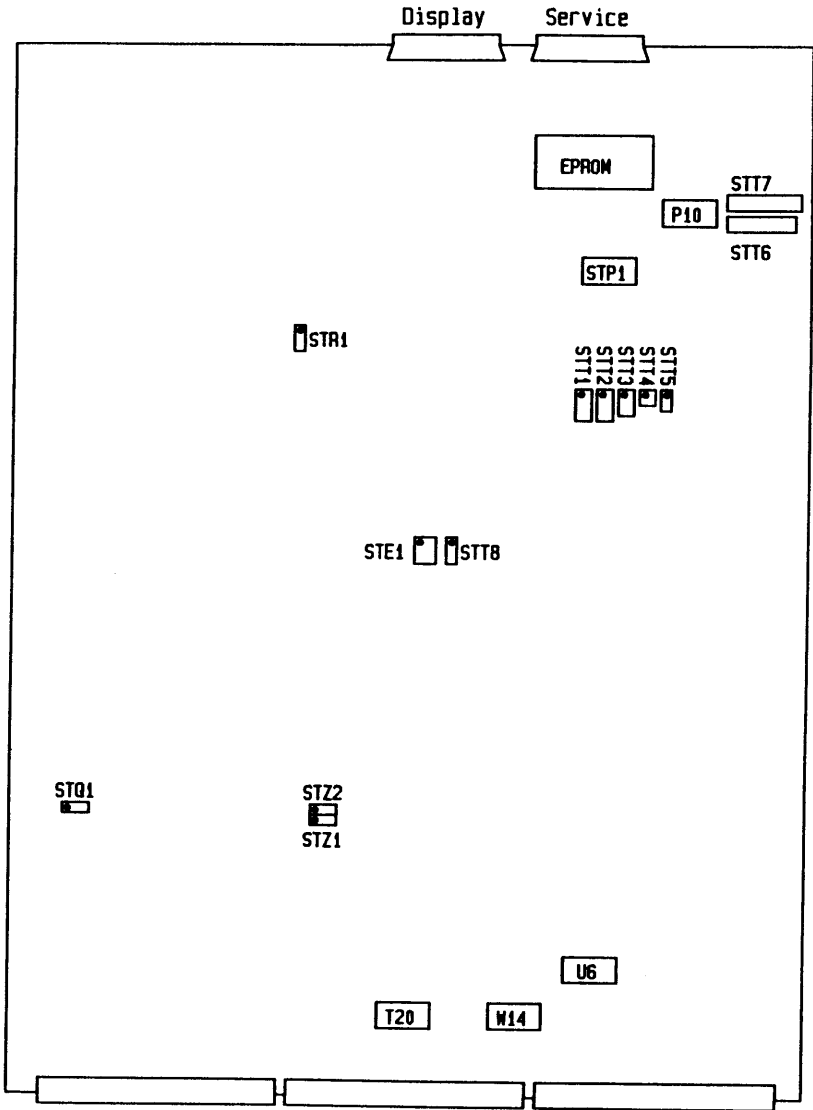 Display Service
EPROM
STT7
P10
STT6
STP1
STR1
STT1
STT2
STT3
STT4
STT5
STE1
STT8
STQ1
STZ2
STZ1
U6
T20
W14